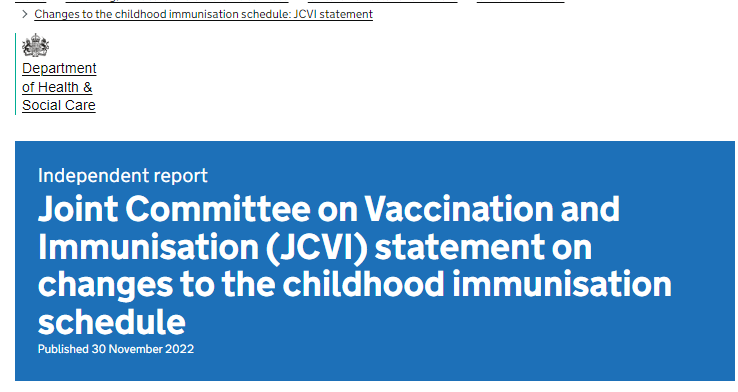 > Changes to the childhood immunisation schedule: JCVI statement
Department
of Health &
Social Care
Independent report
Joint Committee on Vaccination and
Immunisation (JCVI) statement on
changes to the childhood immunisation
schedule
Published 30 November 2022